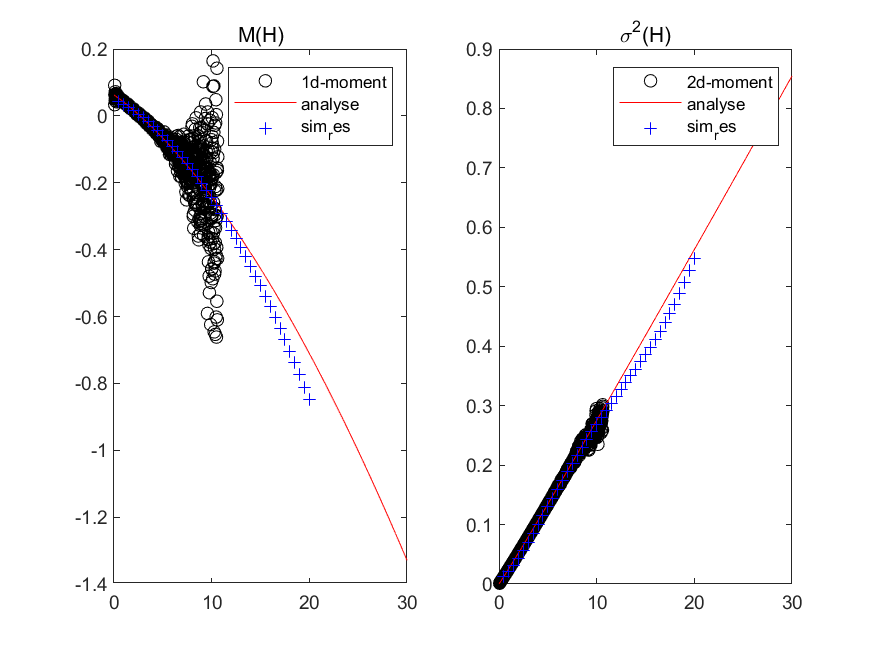 M(H)
0.2
0
-0.2
-0.4
-0.6
-0.8
-1
-1.2
-1.4
0 10 20 30
1d-moment
analyse
sim_res
σ²(H)
0.9
0.8
0.7
0.6
0.5
0.4
0.3
0.2
0.1
0
0 10 20 30
2d-moment
analyse
sim_res